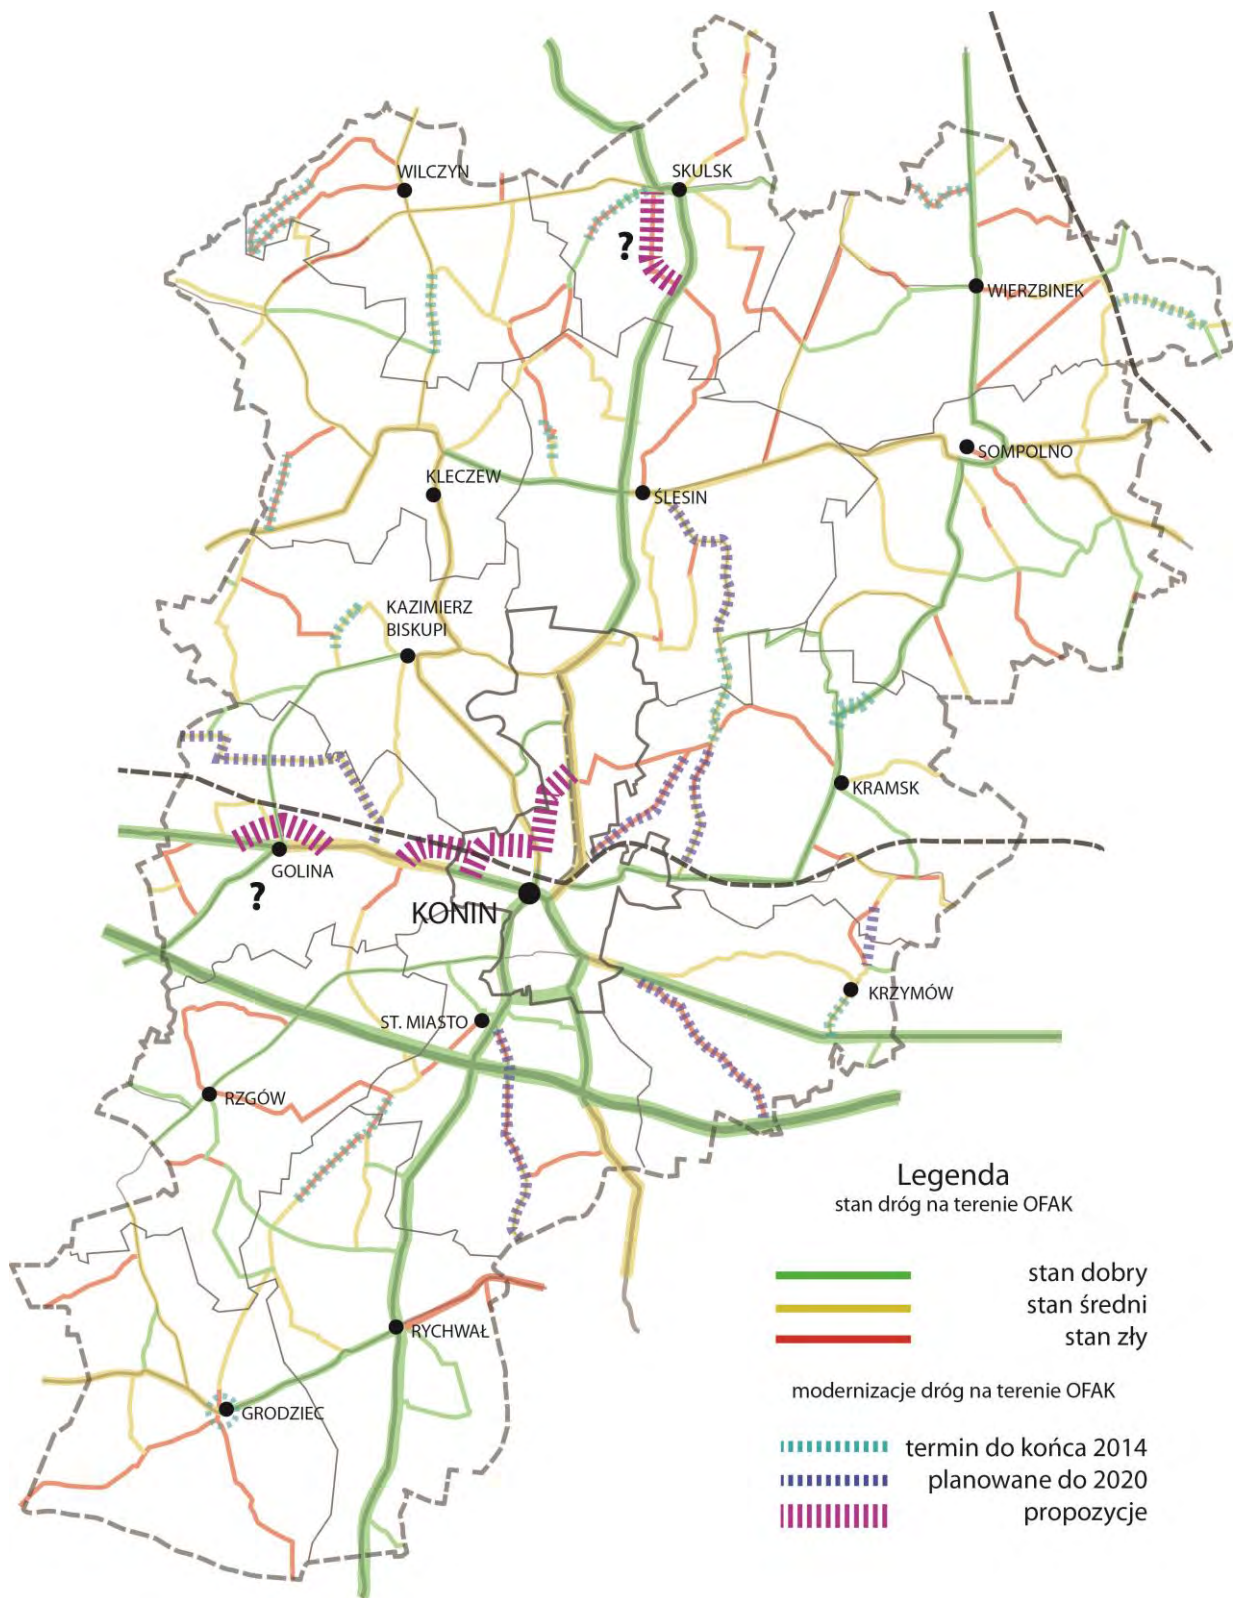 WILCZYN
SKULSK
?
WIERZBINEK
SOMPOLNO
KLECZEW
ŚLESIN
KAZIMIERZ
BISKUPI
KRAMSK
GOLINA
?
KONIN
KRZYMÓW
ST. MIASTO
RZGÓW
RYCHWAŁ
GRODZIEC
Legenda
stan dróg na terenie OFAK
stan dobry
stan średni
stan zły
modernizacje dróg na terenie OFAK
termin do końca 2014
planowane do 2020
propozycje